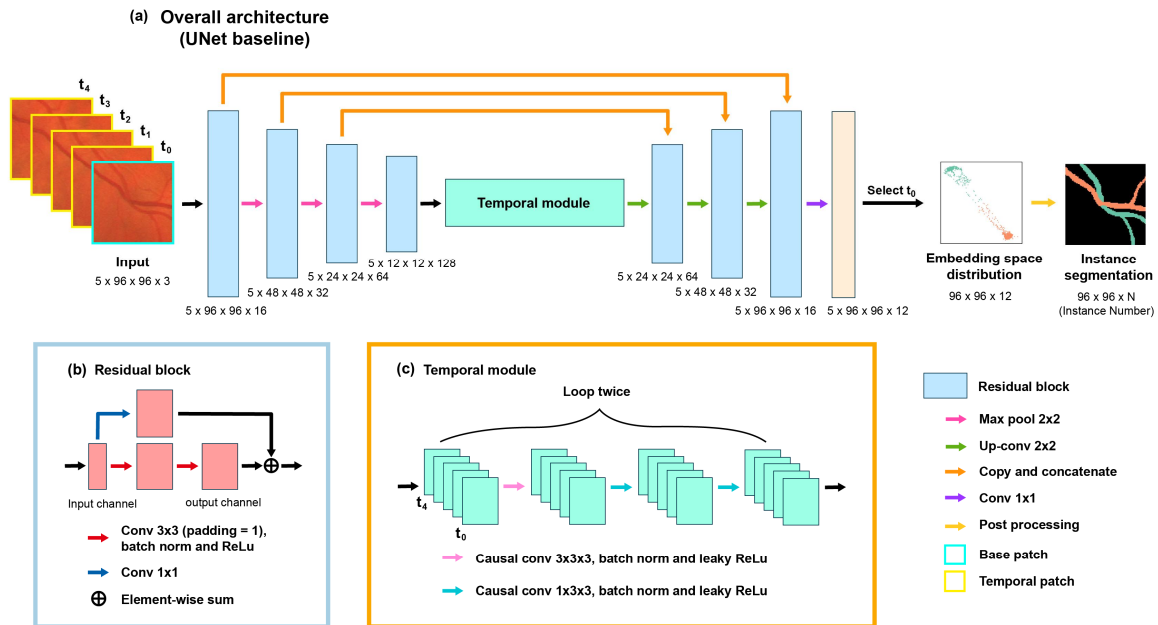 (a) Overall architecture
(UNet baseline)
t4
t3
t2
t1
t0
Input
5 x 96 x 96 x 3
5 x 96 x 96 x 16
5 x 48 x 48 x 32
5 x 24 x 24 x 64
5 x 12 x 12 x 128
Temporal module
5 x 24 x 24 x 64
5 x 48 x 48 x 32
5 x 96 x 96 x 16
5 x 96 x 96 x 12
Select t0
Embedding space
distribution
96 x 96 x 12
Instance
segmentation
96 x 96 x N
(Instance Number)
(b) Residual block
Input channel
output channel
Conv 3x3 (padding = 1),
batch norm and ReLu
Conv 1x1
Element-wise sum
(c) Temporal module
Loop twice
t4
t0
Causal conv 3x3x3, batch norm and leaky ReLu
Causal conv 1x3x3, batch norm and leaky ReLu
Residual block
Max pool 2x2
Up-conv 2x2
Copy and concatenate
Conv 1x1
Post processing
Base patch
Temporal patch